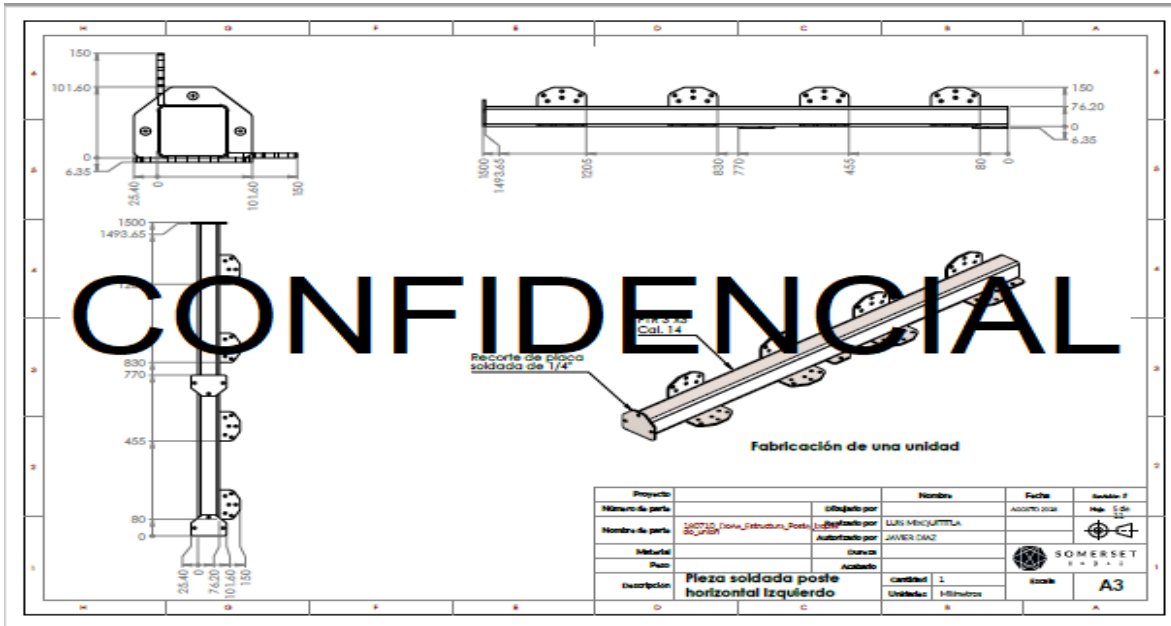 H G F E D C B A
150
101.60
0
6.35
25.40 0 101.60 150
150
76.20
0
6.35
1500 1493.65 1205 830 770 455 80 0
1500
1493.65
830
770
455
80
0
25.40 0 76.20 101.60 150
CONFIDENCIAL
Cal. 14
Recorte de placa
soldada de 1/4"
Fabricación de una unidad
Proyecto Nombre Fecha
Número de parte Dibujado por AGOSTO
Nombre de parte LUIS
Autorizado por JAVIER DIAZ
Material Dureza
Peso Acabado
SOMERSET
Descripción Pieza soldada poste
horizontal Izquierdo
Cantidad 1 Escala A3
Unidades Milímetros
H G F E D C B A